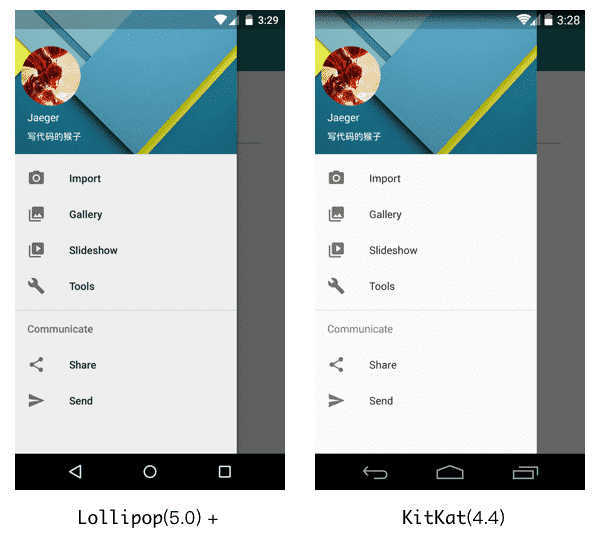 3:29
Jaeger
写代码的猴子
Import
Gallery
Slideshow
Tools
Communicate
Share
Send
Lollipop(5.0) +
3:28
Jaeger
写代码的猴子
Import
Gallery
Slideshow
Tools
Communicate
Share
Send
KitKat(4.4)